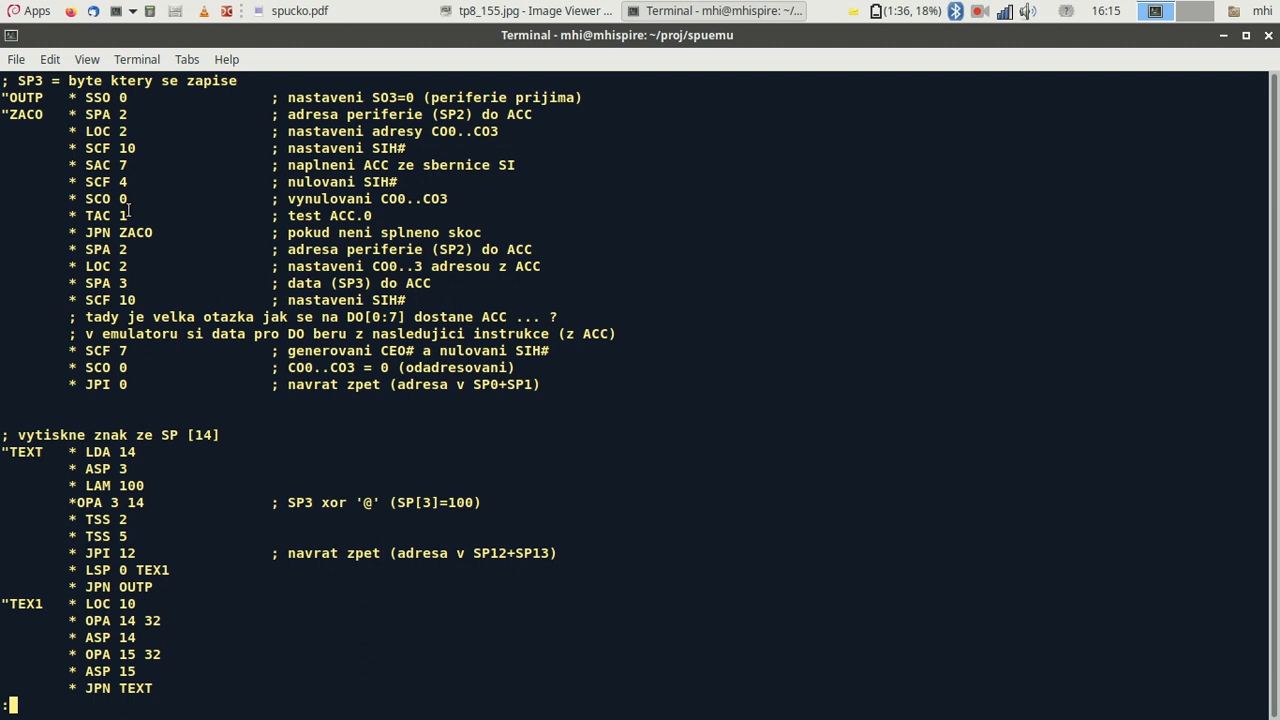 Apps spucko.pdf tp8_155.jpg - Image Viewer ... Terminal - mhi@mhispire: ~/... (1:36, 18%) 16:15 mhi
Terminal - mhi@mhispire: ~/proj/spuemu
File Edit View Terminal Tabs Help
; SP3 = byte ktery se zapise
"OUTP * SSO 0 ; nastaveni SO3=0 (periferie prijima)
"ZACO * SPA 2 ; adresa periferie (SP2) do ACC
* LOC 2 ; nastaveni adresy CO0..CO3
* SCF 10 ; nastaveni SIH#
* SAC 7 ; naplneni ACC ze sbernice SI
* SCF 4 ; nulovani SIH#
* SCO 0 ; vynulovani CO0..CO3
* TAC 1 ; test ACC.0
* JPN ZACO ; pokud neni splneno skoc
* SPA 2 ; adresa periferie (SP2) do ACC
* LOC 2 ; nastaveni CO0..3 adresou z ACC
* SPA 3 ; data (SP3) do ACC
* SCF 10 ; nastaveni SIH#
; tady je velka otazka jak se na DO[0:7] dostane ACC ... ?
; v emulatoru si data pro DO beru z nasledujici instrukce (z ACC)
* SCF 7 ; generovani CEO# a nulovani SIH#
* SCO 0 ; CO0..CO3 = 0 (odadresovani)
* JPI 0 ; navrat zpet (adresa v SP0+SP1)
; vytiskne znak ze SP [14]
"TEXT * LDA 14
* ASP 3
* LAM 100
*OPA 3 14 ; SP3 xor '@' (SP[3]=100)
* TSS 2
* TSS 5
* JPI 12 ; navrat zpet (adresa v SP12+SP13)
* LSP 0 TEX1
* JPN OUTP
"TEX1 * LOC 10
* OPA 14 32
* ASP 14
* OPA 15 32
* ASP 15
* JPN TEXT
: